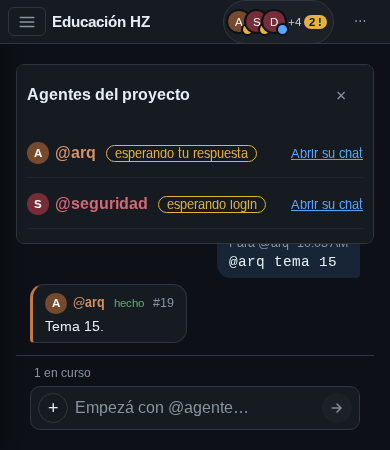 Educación HZ
A S D +4 2 !
...
Agentes del proyecto
×
A @arq esperando tu respuesta Abrir su chat
S @seguridad esperando login Abrir su chat
@arq tema 15
A @arq hecho #19
Tema 15.
1 en curso
+ Empezá con @agente…